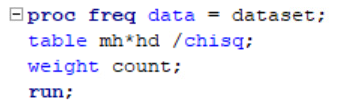 proc freq data = dataset;
table mh*hd /chisq;
weight count;
run;